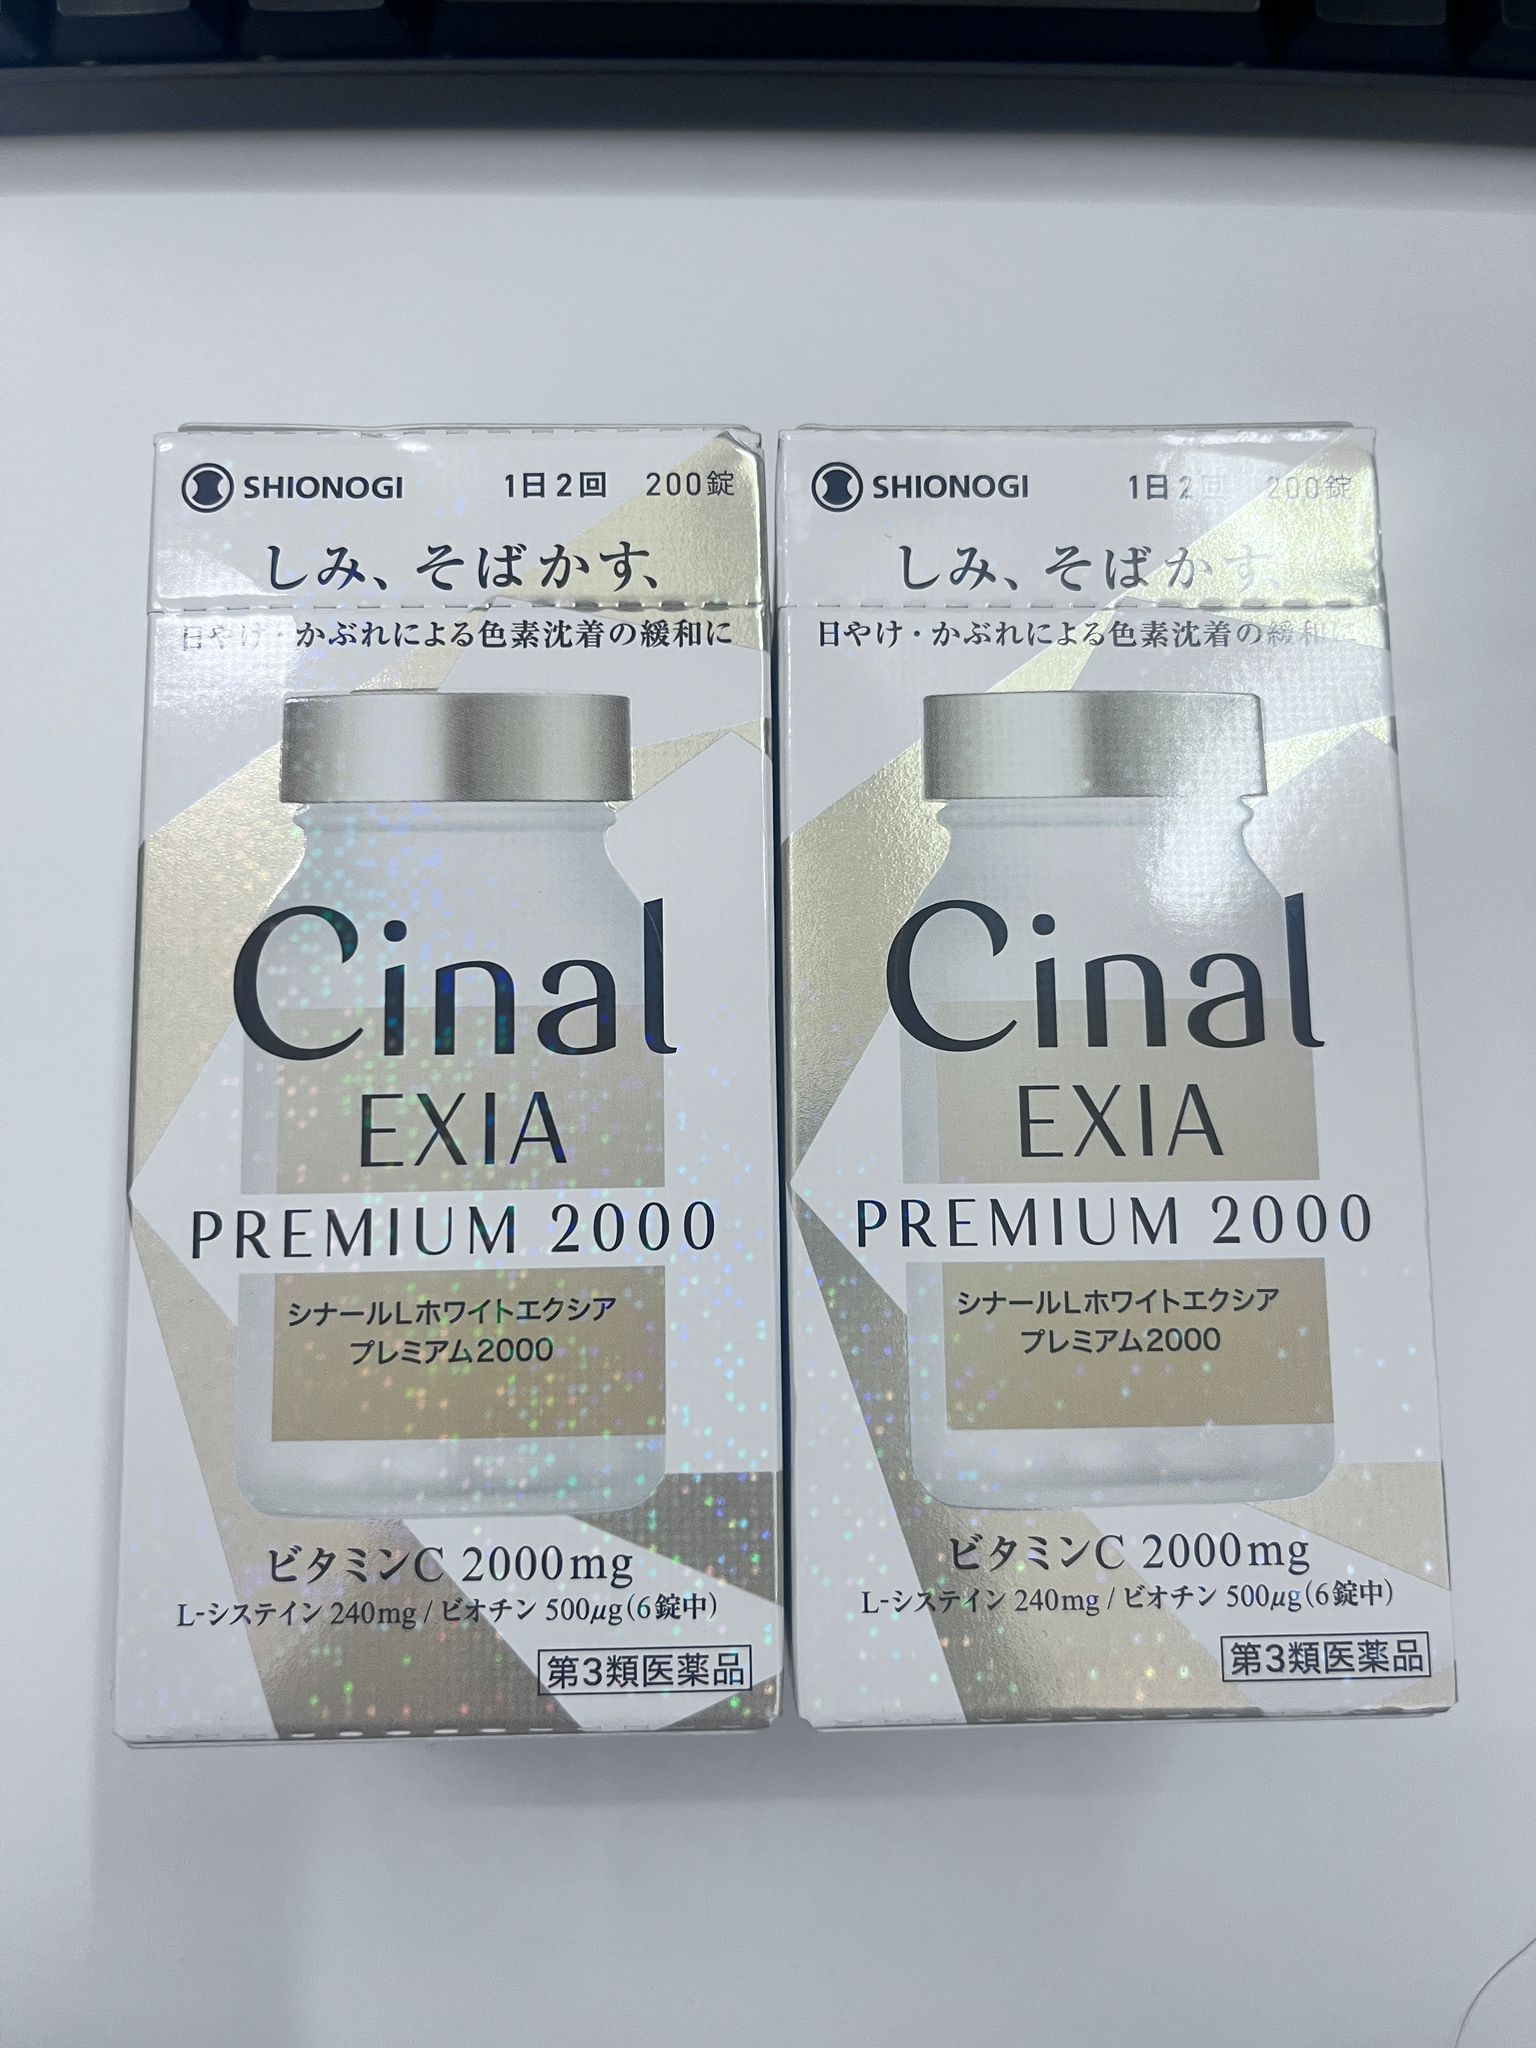 SHIONOGI 1日2回 200錠
しみ、そばかす、
日やけ・かぶれによる色素沈着の緩和に
Cinal
EXIA
PREMIUM 2000
シナールLホワイトエクシア
プレミアム2000
ビタミンC 2000mg
L-システイン 240mg / ビオチン 500μg(6錠中)
第3類医薬品
SHIONOGI 1日2回 200錠
しみ、そばかす、
日やけ・かぶれによる色素沈着の緩和に
Cinal
EXIA
PREMIUM 2000
シナールLホワイトエクシア
プレミアム2000
ビタミンC 2000mg
L-システイン 240mg / ビオチン 500μg(6錠中)
第3類医薬品